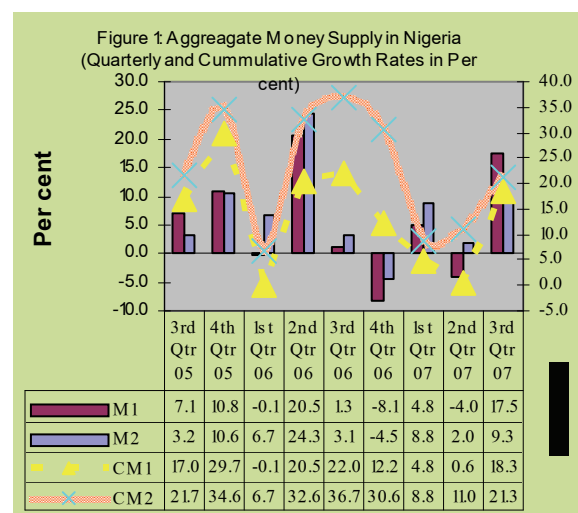 Figure 1: Aggreagate Money Supply in Nigeria
(Quarterly and Cummulative Growth Rates in Per
cent)
30.0
25.0
20.0
15.0
10.0
5.0
0.0
-5.0
-10.0
Per cent
40.0
35.0
30.0
25.0
20.0
15.0
10.0
5.0
0.0
-5.0
3rd 4th 1st 2nd 3rd 4th 1st 2nd 3rd
Qtr Qtr Qtr Qtr Qtr Qtr Qtr Qtr Qtr
05 05 06 06 06 06 07 07 07
M1 7.1 10.8 -0.1 20.5 1.3 -8.1 4.8 -4.0 17.5
M2 3.2 10.6 6.7 24.3 3.1 -4.5 8.8 2.0 9.3
CM1 17.0 29.7 -0.1 20.5 22.0 12.2 4.8 0.6 18.3
CM2 21.7 34.6 6.7 32.6 36.7 30.6 8.8 11.0 21.3